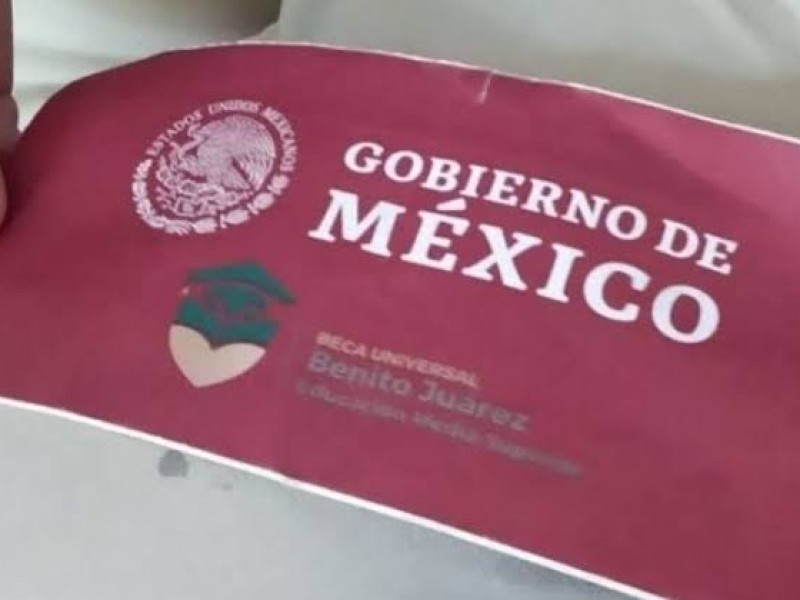 ESTADOS UNIDOS MEXICANOS
GOBIERNO DE
MÉXICO
BECA UNIVERSAL
Benito Juárez
Educación Media Superior